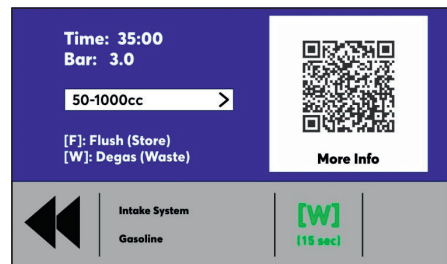 Time: 35:00
Bar: 3.0
50-1000cc >
[F]: Flush (Store)
[W]: Degas (Waste)
More Info
Intake System
Gasoline
[W]
(15 sec)